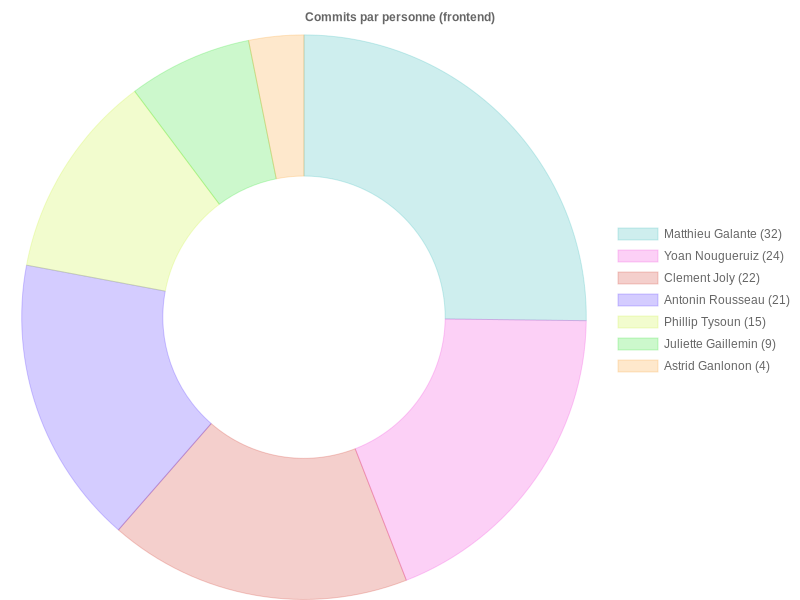 Commits par personne (frontend)
Matthieu Galante (32)
Yoan Nougueruiz (24)
Clement Joly (22)
Antonin Rousseau (21)
Phillip Tysoun (15)
Juliette Gaillemin (9)
Astrid Ganlonon (4)